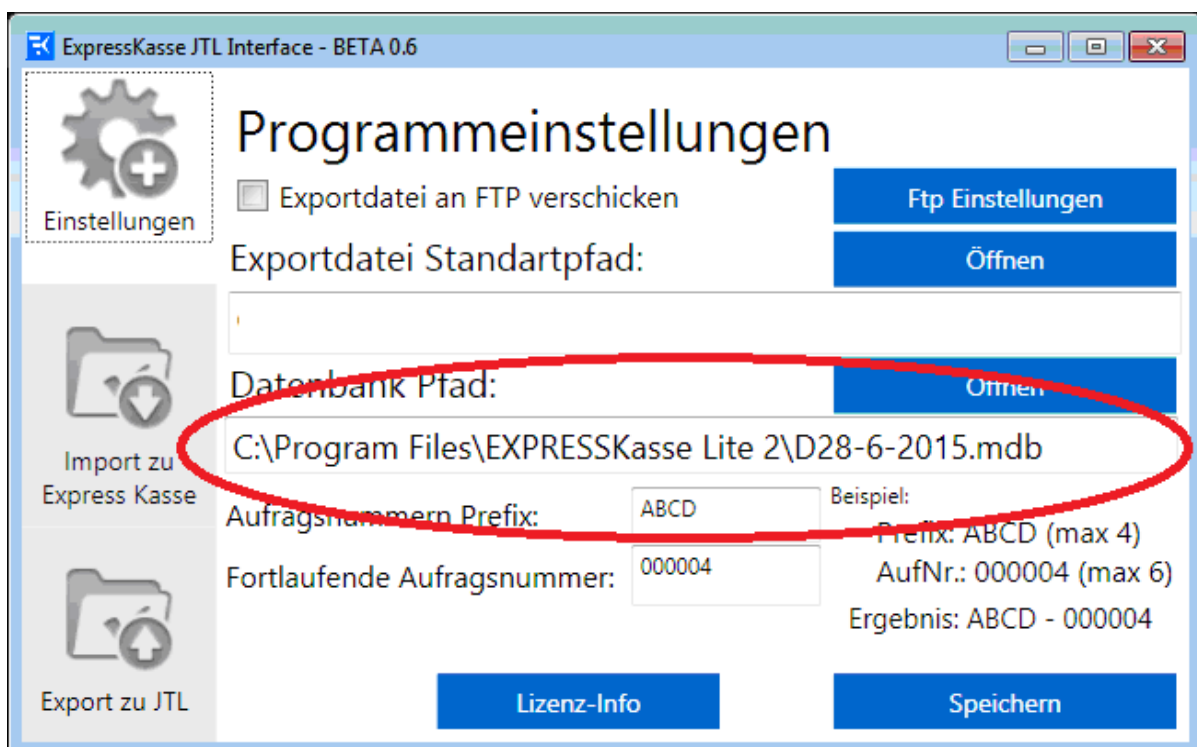 ExpressKasse JTL Interface - BETA 0.6
Einstellungen
Import zu
Express Kasse
Export zu JTL
Programmeinstellungen
Exportdatei an FTP verschicken
Ftp Einstellungen
Exportdatei Standartpfad:
Öffnen
Datenbank Pfad:
Öffnen
C:\Program Files\EXPRESSKasse Lite 2\D28-6-2015.mdb
Aufragsnummern Prefix:
ABCD
Fortlaufende Aufragsnummer:
000004
Beispiel:
Prefix: ABCD (max 4)
AufNr.: 000004 (max 6)
Ergebnis: ABCD - 000004
Lizenz-Info
Speichern